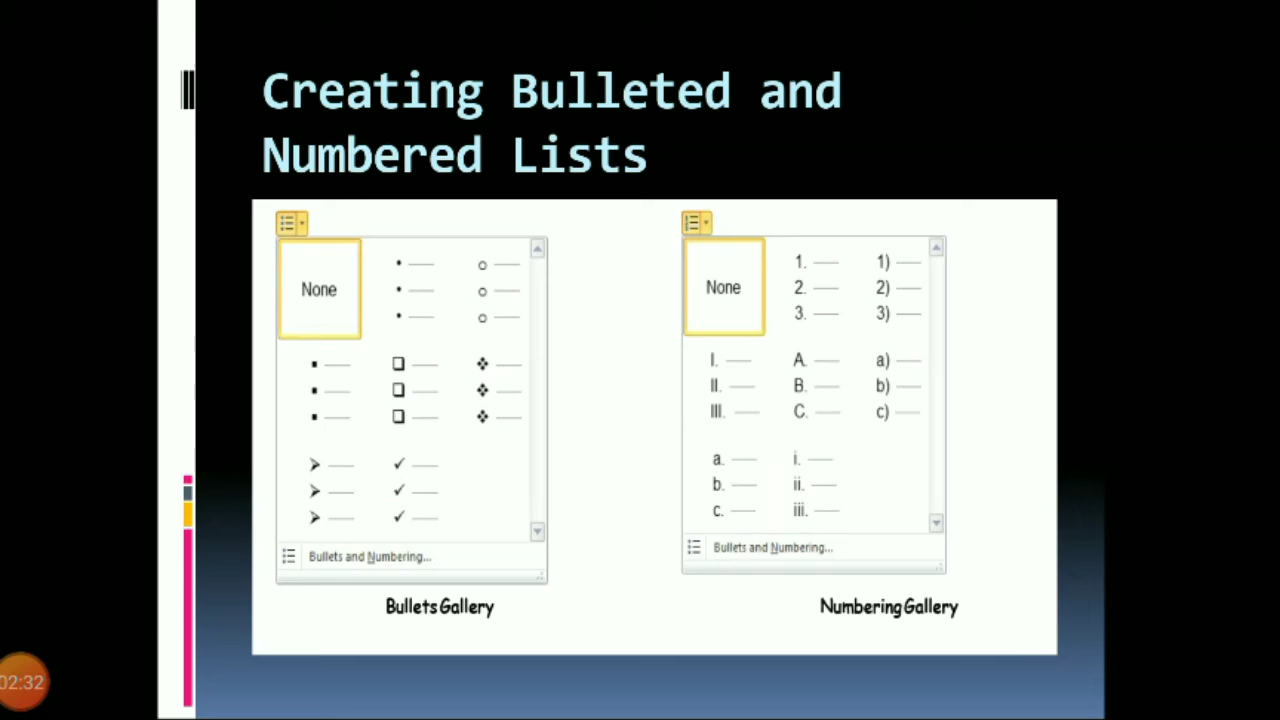 Creating Bulleted and
Numbered Lists
None
None
1.
2.
3.
1)
2)
3)
I.
II.
III.
A.
B.
C.
a)
b)
c)
a.
b.
c.
i.
ii.
iii.
Bullets and Numbering...
Bullets and Numbering...
Bullets Gallery
Numbering Gallery
02:32